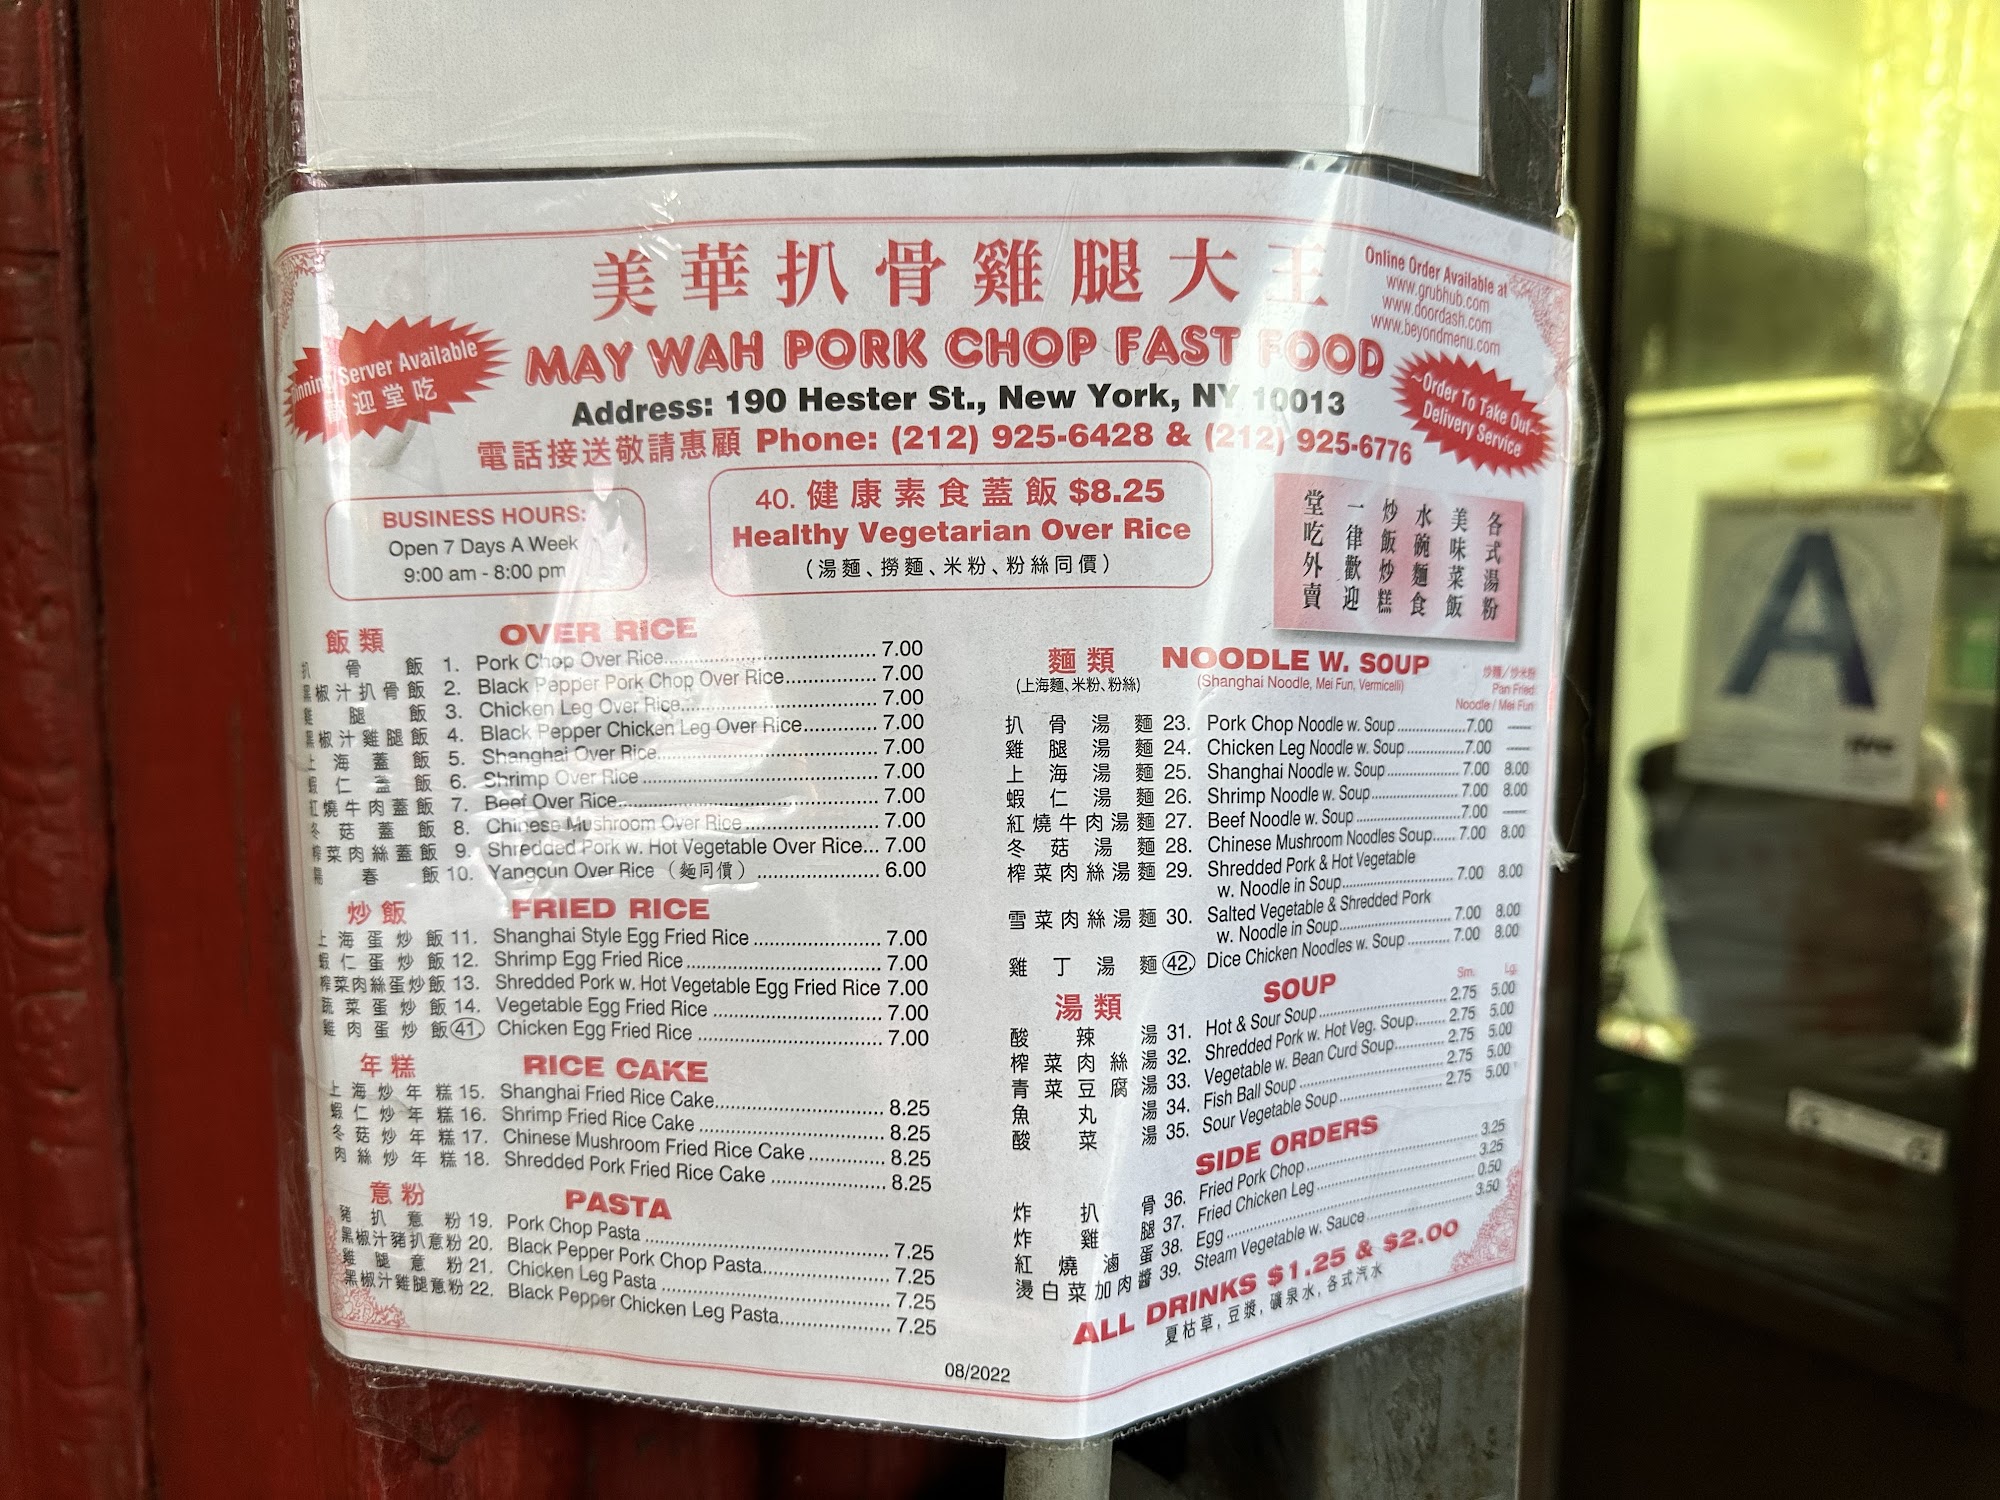 美華扒骨雞腿大王
MAY WAH PORK CHOP FAST FOOD
Address: 190 Hester St., New York, NY 10013
電話接送敬請惠顧 Phone: (212) 925-6428 & (212) 925-6776
Online Order Available at
www.grubhub.com
www.doordash.com
www.beyondmenu.com
Server Available
迎堂吃
~Order To Take Out~
Delivery Service
BUSINESS HOURS:
Open 7 Days A Week
9:00 am - 8:00 pm
40. 健康素食蓋飯 $8.25
Healthy Vegetarian Over Rice
(湯麵、撈麵、米粉、粉絲同價)
各式湯粉
美味菜飯
水碗麵食
炒飯炒糕
一律歡迎
堂吃外賣
飯類 OVER RICE
扒骨飯 1. Pork Chop Over Rice 7.00
黑椒汁扒骨飯 2. Black Pepper Pork Chop Over Rice 7.00
雞腿飯 3. Chicken Leg Over Rice 7.00
黑椒汁雞腿飯 4. Black Pepper Chicken Leg Over Rice 7.00
上海蓋飯 5. Shanghai Over Rice 7.00
蝦仁盖飯 6. Shrimp Over Rice 7.00
紅燒牛肉蓋飯 7. Beef Over Rice 7.00
冬菇蓋飯 8. Chinese Mushroom Over Rice 7.00
榨菜肉絲蓋飯 9. Shredded Pork w. Hot Vegetable Over Rice... 7.00
陽春飯 10. Yangcun Over Rice (麵同價) 6.00
炒飯 FRIED RICE
上海蛋炒飯 11. Shanghai Style Egg Fried Rice 7.00
蝦仁蛋炒飯 12. Shrimp Egg Fried Rice 7.00
榨菜肉絲蛋炒飯 13. Shredded Pork w. Hot Vegetable Egg Fried Rice 7.00
蔬菜蛋炒飯 14. Vegetable Egg Fried Rice 7.00
雞肉蛋炒飯 41. Chicken Egg Fried Rice 7.00
年糕 RICE CAKE
上海炒年糕 15. Shanghai Fried Rice Cake 8.25
蝦仁炒年糕 16. Shrimp Fried Rice Cake 8.25
冬菇炒年糕 17. Chinese Mushroom Fried Rice Cake 8.25
肉絲炒年糕 18. Shredded Pork Fried Rice Cake 8.25
意粉 PASTA
豬扒意粉 19. Pork Chop Pasta 7.25
黑椒汁豬扒意粉 20. Black Pepper Pork Chop Pasta 7.25
雞腿意粉 21. Chicken Leg Pasta 7.25
黑椒汁雞腿意粉 22. Black Pepper Chicken Leg Pasta 7.25
麵類 NOODLE W. SOUP
(上海麵、米粉、粉絲) (Shanghai Noodle, Mei Fun, Vermicelli)
炒麵/炒米粉
Pan Fried
Noodle / Mei Fun
扒骨湯麵 23. Pork Chop Noodle w. Soup 7.00 —
雞腿湯麵 24. Chicken Leg Noodle w. Soup 7.00 —
上海湯麵 25. Shanghai Noodle w. Soup 7.00 8.00
蝦仁湯麵 26. Shrimp Noodle w. Soup 7.00 8.00
紅燒牛肉湯麵 27. Beef Noodle w. Soup 7.00 —
冬菇湯麵 28. Chinese Mushroom Noodles Soup 7.00 8.00
榨菜肉絲湯麵 29. Shredded Pork & Hot Vegetable
w. Noodle in Soup 7.00 8.00
雪菜肉絲湯麵 30. Salted Vegetable & Shredded Pork
w. Noodle in Soup 7.00 8.00
雞丁湯麵 42. Dice Chicken Noodles w. Soup 7.00 8.00
湯類 SOUP Sm. Lg.
酸辣湯 31. Hot & Sour Soup 2.75 5.00
榨菜肉絲湯 32. Shredded Pork w. Hot Veg. Soup 2.75 5.00
青菜豆腐湯 33. Vegetable w. Bean Curd Soup 2.75 5.00
魚丸湯 34. Fish Ball Soup 2.75 5.00
酸菜湯 35. Sour Vegetable Soup 2.75 5.00
SIDE ORDERS
炸扒骨 36. Fried Pork Chop 3.25
炸雞腿 37. Fried Chicken Leg 3.25
紅燒滷蛋 38. Egg 0.50
燙白菜加肉醬 39. Steam Vegetable w. Sauce 3.50
ALL DRINKS $1.25 & $2.00
夏枯草, 豆漿, 礦泉水, 各式汽水
08/2022
A